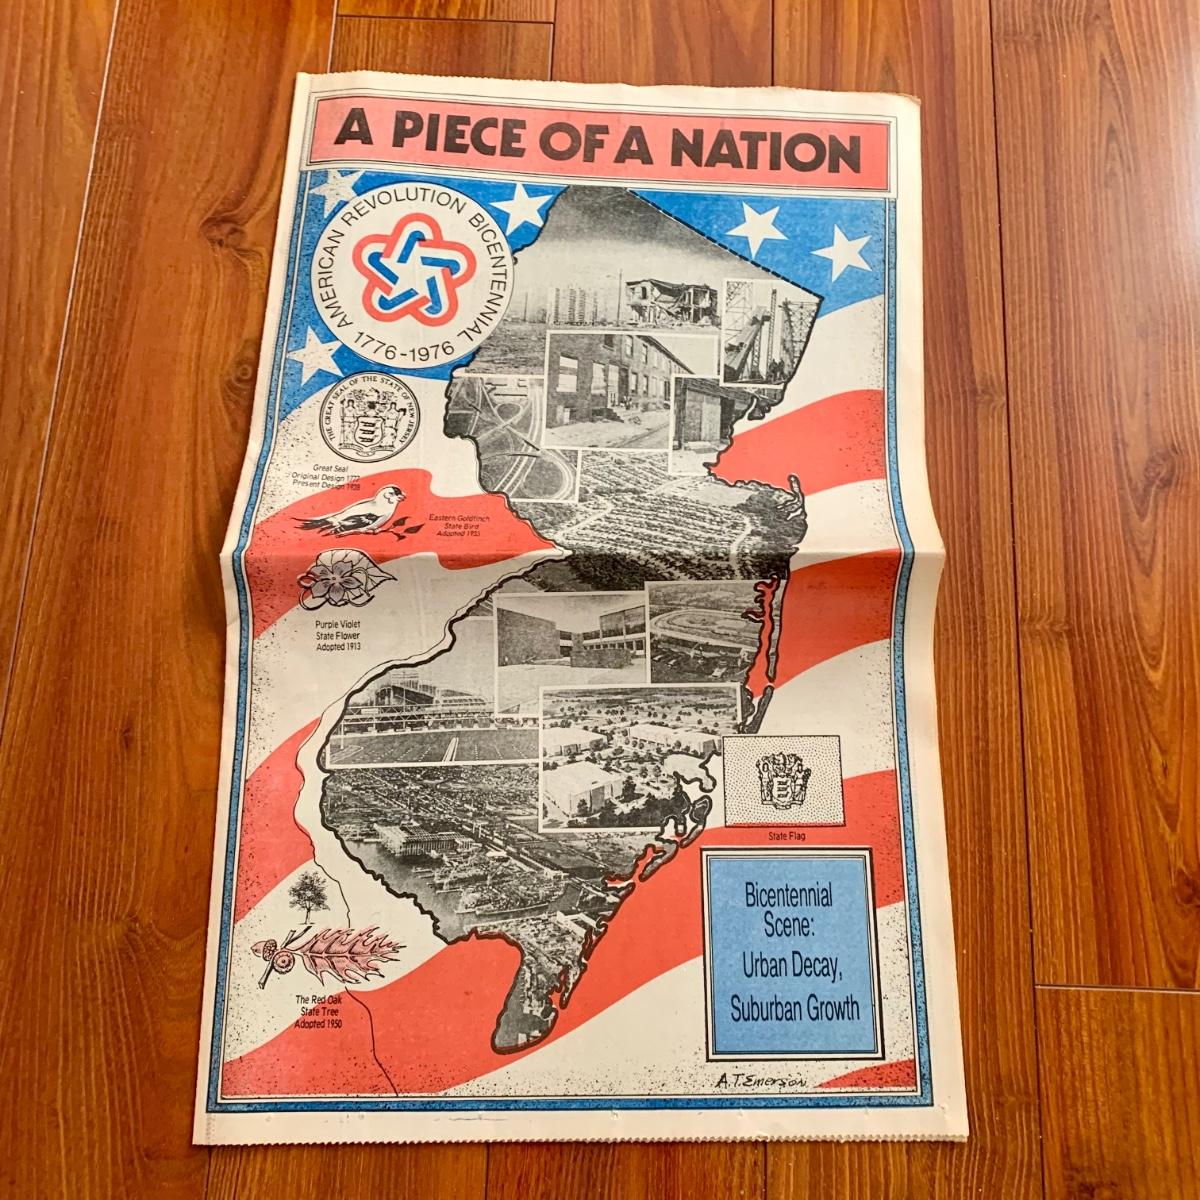 A PIECE OF A NATION
AMERICAN REVOLUTION BICENTENNIAL
1776-1976
THE GREAT SEAL OF THE STATE OF NEW JERSEY
Great Seal
Original Design 1777
Present Design 1928
Eastern Goldfinch
State Bird
Adopted 1935
Purple Violet
State Flower
Adopted 1913
State Flag
Bicentennial
Scene:
Urban Decay,
Suburban Growth
The Red Oak
State Tree
Adopted 1950
A.T. Emerson